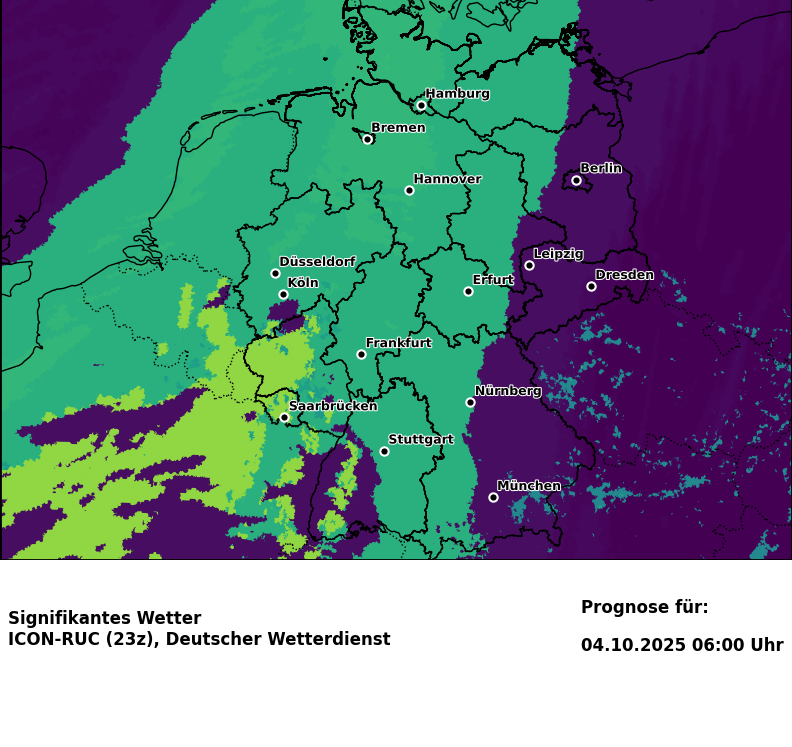 Hamburg
Bremen
Berlin
Hannover
Leipzig
Düsseldorf
Dresden
Köln
Erfurt
Frankfurt
Nürnberg
Saarbrücken
Stuttgart
München
Signifikantes Wetter
ICON-RUC (23z), Deutscher Wetterdienst
Prognose für:
04.10.2025 06:00 Uhr